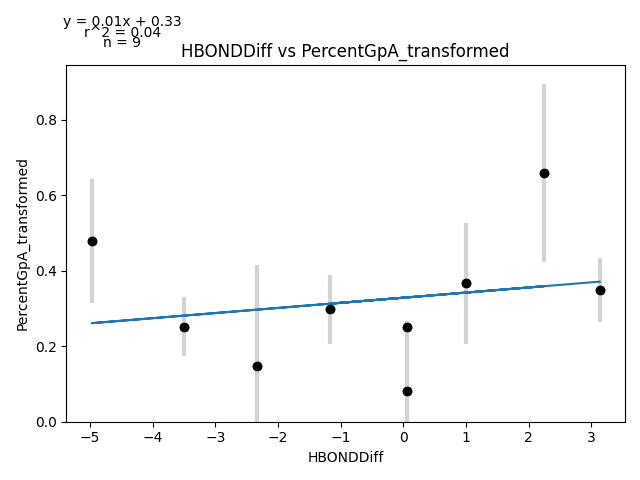 y = 0.01x + 0.33
r^2 = 0.04
n = 9
HBONDDiff vs PercentGpA_transformed
PercentGpA_transformed
0.8
0.6
0.4
0.2
0.0
−5
−4
−3
−2
−1
0
1
2
3
HBONDDiff